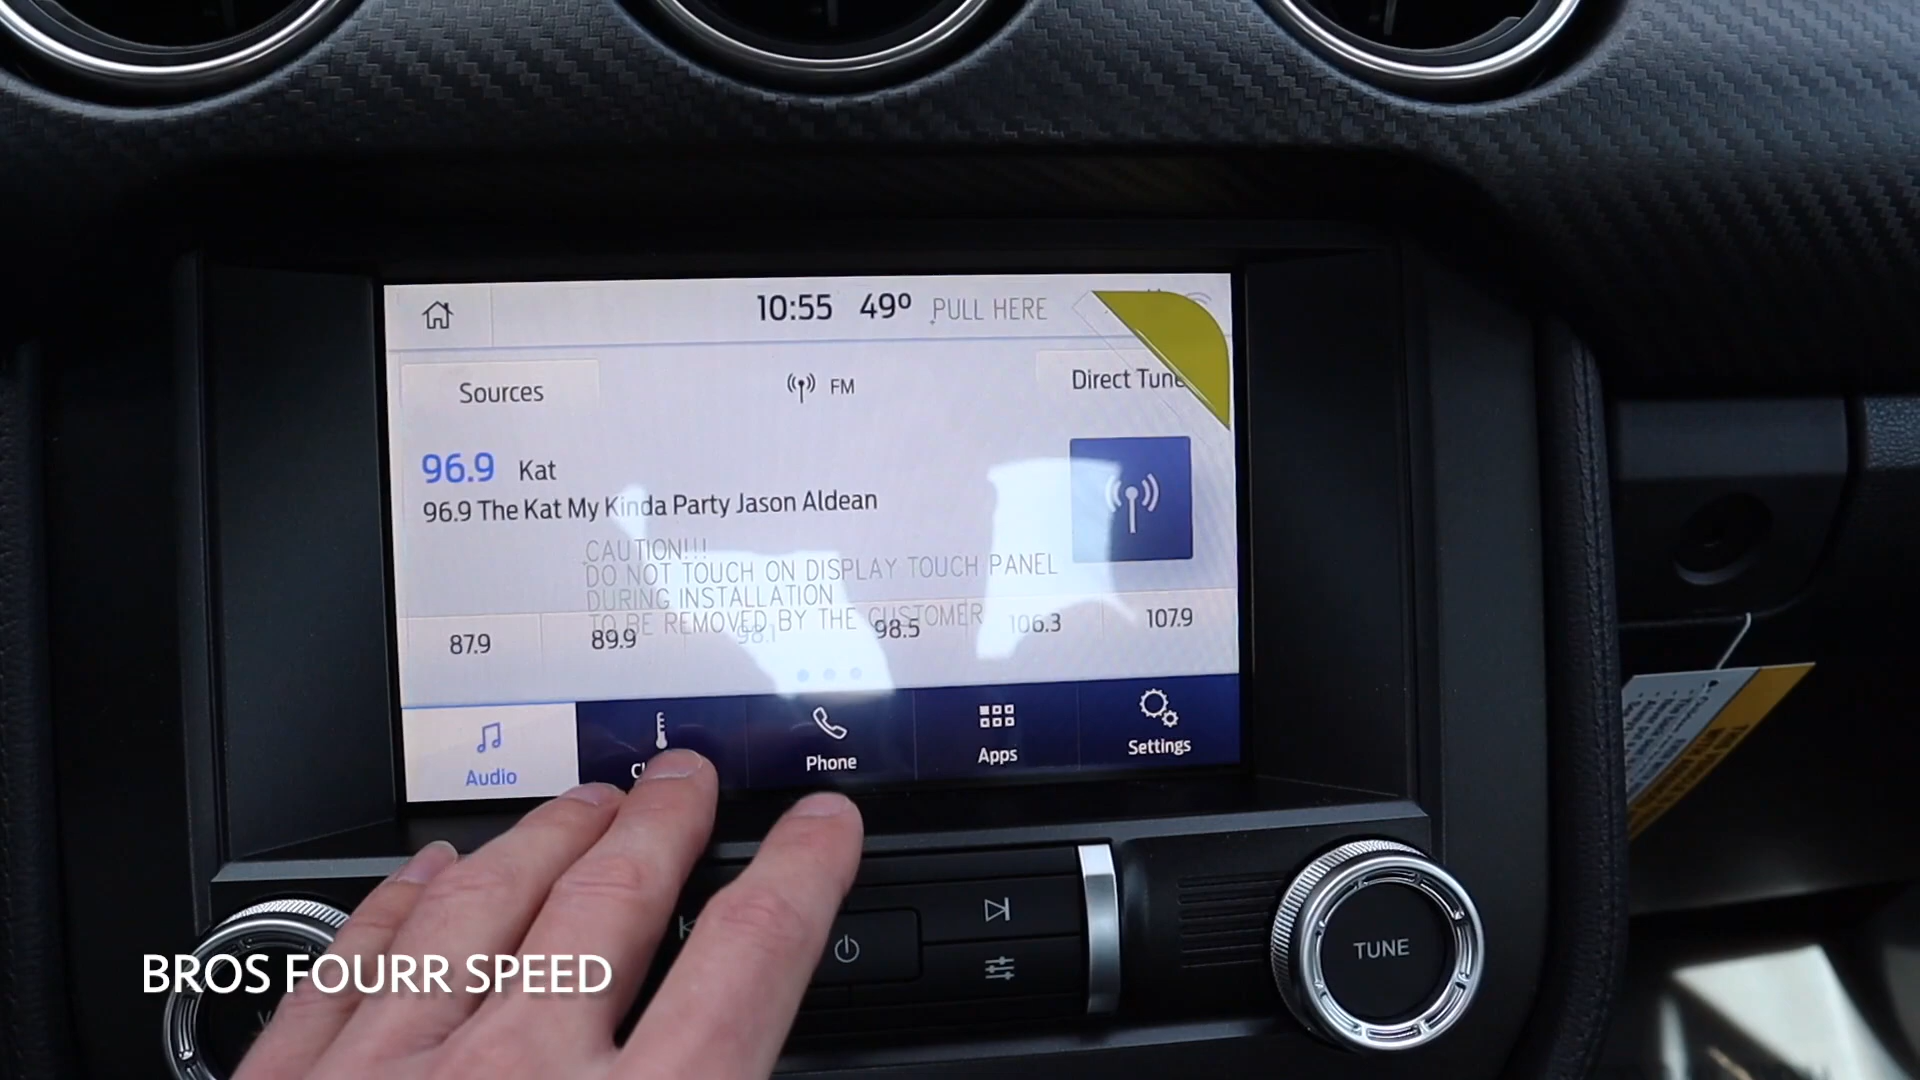 10:55 49° PULL HERE
Sources
FM
Direct Tune
96.9 Kat
96.9 The Kat My Kinda Party Jason Aldean
CAUTION!!!
DO NOT TOUCH ON DISPLAY TOUCH PANEL
DURING INSTALLATION
TO BE REMOVED BY THE CUSTOMER
87.9 89.9 98.1 98.5 106.3 107.9
Audio
Phone
Apps
Settings
TUNE
BROS FOURR SPEED